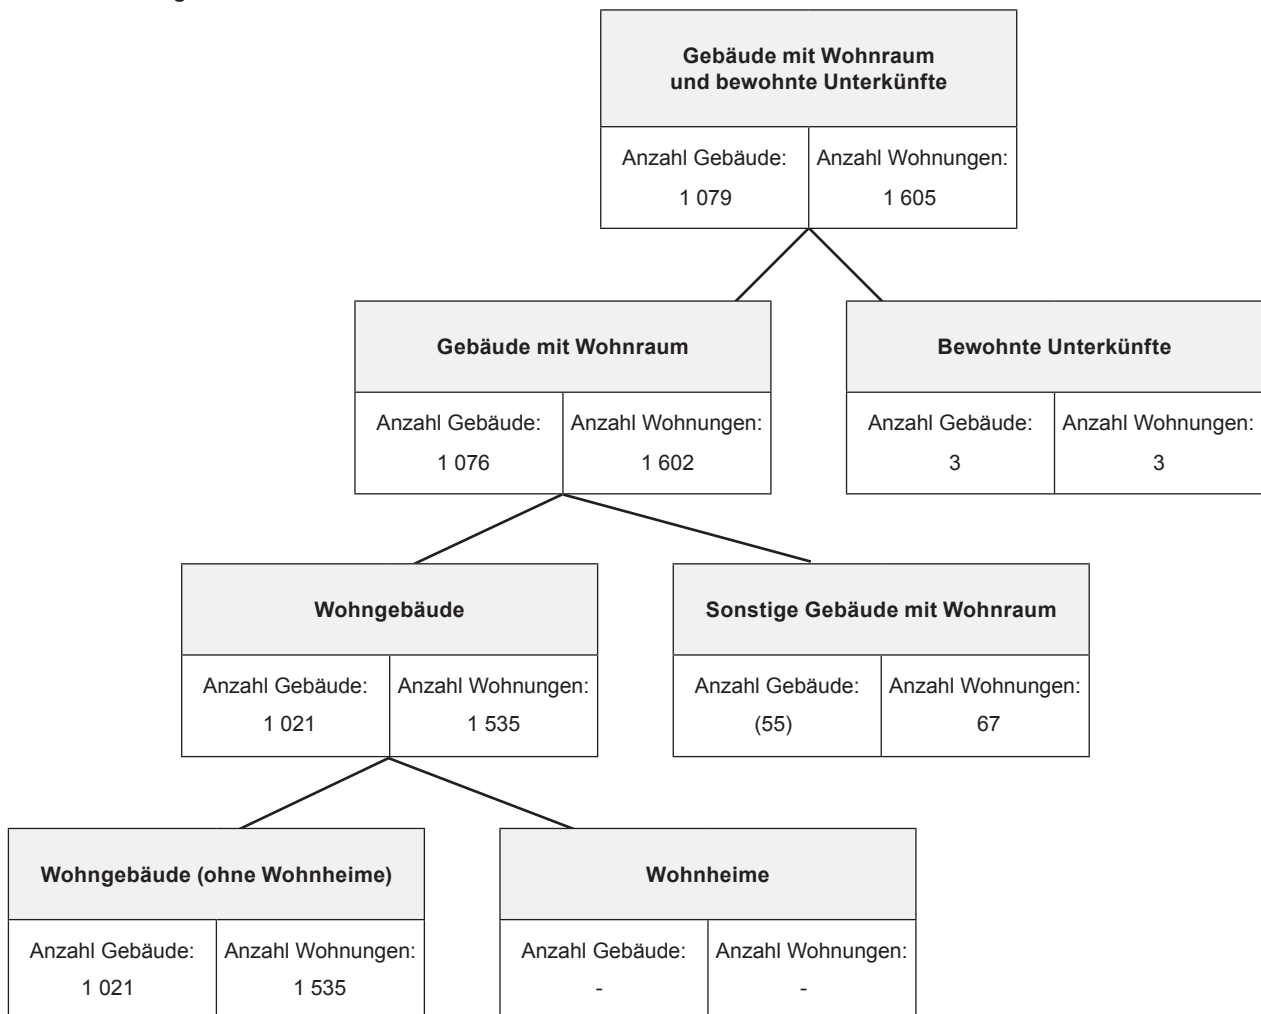 Gebäude mit Wohnraum
und bewohnte Unterkünfte
Anzahl Gebäude: Anzahl Wohnungen:
1 079 1 605
Gebäude mit Wohnraum Bewohnte Unterkünfte
Anzahl Gebäude: Anzahl Wohnungen: Anzahl Gebäude: Anzahl Wohnungen:
1 076 1 602 3 3
Wohngebäude Sonstige Gebäude mit Wohnraum
Anzahl Gebäude: Anzahl Wohnungen: Anzahl Gebäude: Anzahl Wohnungen:
1 021 1 535 (55) 67
Wohngebäude (ohne Wohnheime) Wohnheime
Anzahl Gebäude: Anzahl Wohnungen: Anzahl Gebäude: Anzahl Wohnungen:
1 021 1 535 - -